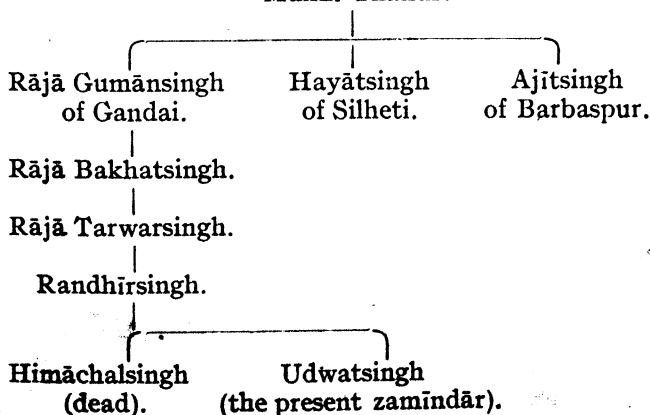 Rājā Gumānsingh Hayātsingh Ajītsingh
of Gandai. of Silheti. of Barbaspur.
Rājā Bakhatsingh.
Rājā Tarwarsingh.
Randhīrsingh.
Himāchalsingh Udwatsingh
(dead). (the present zamīndār).